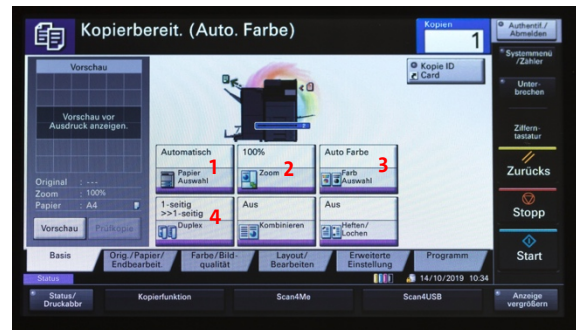 Kopierbereit. (Auto. Farbe)
Kopien
1
Authentif./
Abmelden
Systemmenü
/Zähler
Unter-
brechen
Ziffern-
tastatur
Zurücks
Stopp
Start
Kopie ID
Card
Vorschau
Vorschau vor
Ausdruck anzeigen.
Original : ---
Zoom : 100%
Papier : A4
Vorschau
Prüfkopie
Automatisch
Papier
Auswahl
1
100%
Zoom
2
Auto Farbe
Farb
Auswahl
3
1-seitig
>>1-seitig
Duplex
4
Aus
Kombinieren
Aus
Heften/
Lochen
Basis
Orig./Papier/
Endbearbeit.
Farbe/Bild-
qualität
Layout/
Bearbeiten
Erweiterte
Einstellung
Programm
Status
14/10/2019 10:34
Status/
Druckabbr
Kopierfunktion
Scan4Me
Scan4USB
Anzeige
vergrößern